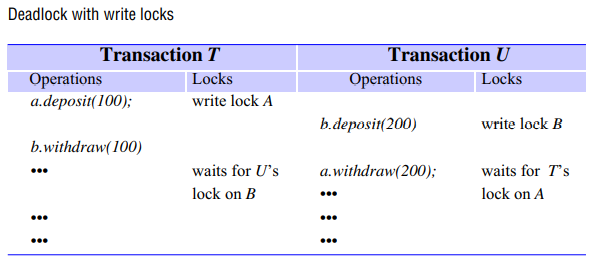 Deadlock with write locks
Transaction T Transaction U
Operations Locks Operations Locks
a.deposit(100); write lock A
b.deposit(200) write lock B
b.withdraw(100)
••• waits for U's a.withdraw(200); waits for T's
lock on B ••• lock on A
••• •••
••• •••